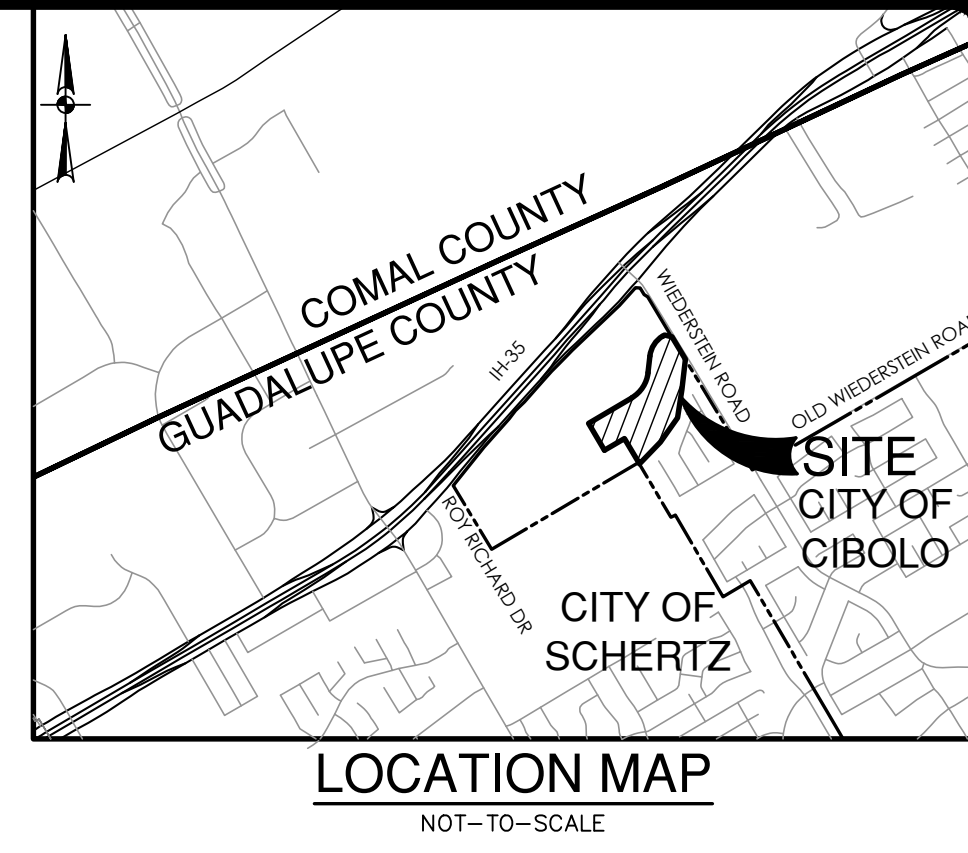 COMAL COUNTY
GUADALUPE COUNTY
IH-35
WIEDERSTEIN ROAD
OLD WIEDERSTEIN ROAD
SITE
CITY OF
CIBOLO
ROY RICHARD DR
CITY OF
SCHERTZ
LOCATION MAP
NOT-TO-SCALE